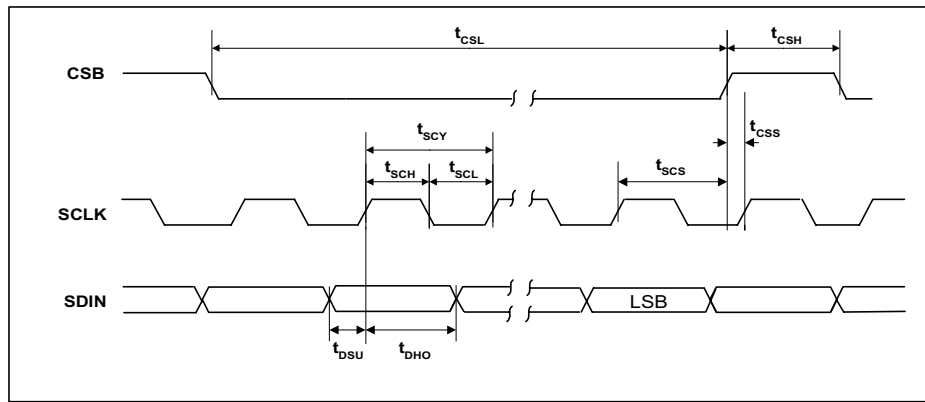 tCSL
tCSH
CSB
tCSS
tSCY
tSCH
tSCL
tSCS
SCLK
SDIN
LSB
tDSU
tDHO